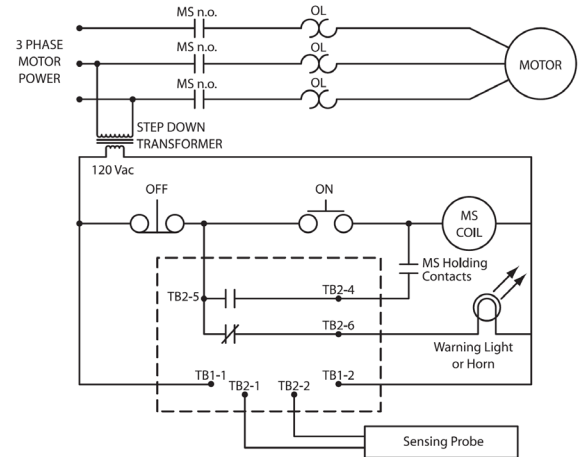 MS n.o.
OL
MS n.o.
OL
MS n.o.
OL
3 PHASE
MOTOR
POWER
MOTOR
STEP DOWN
TRANSFORMER
120 Vac
OFF
ON
MS
COIL
MS Holding
Contacts
TB2-5
TB2-4
TB2-6
Warning Light
or Horn
TB1-1
TB2-1
TB2-2
TB1-2
Sensing Probe